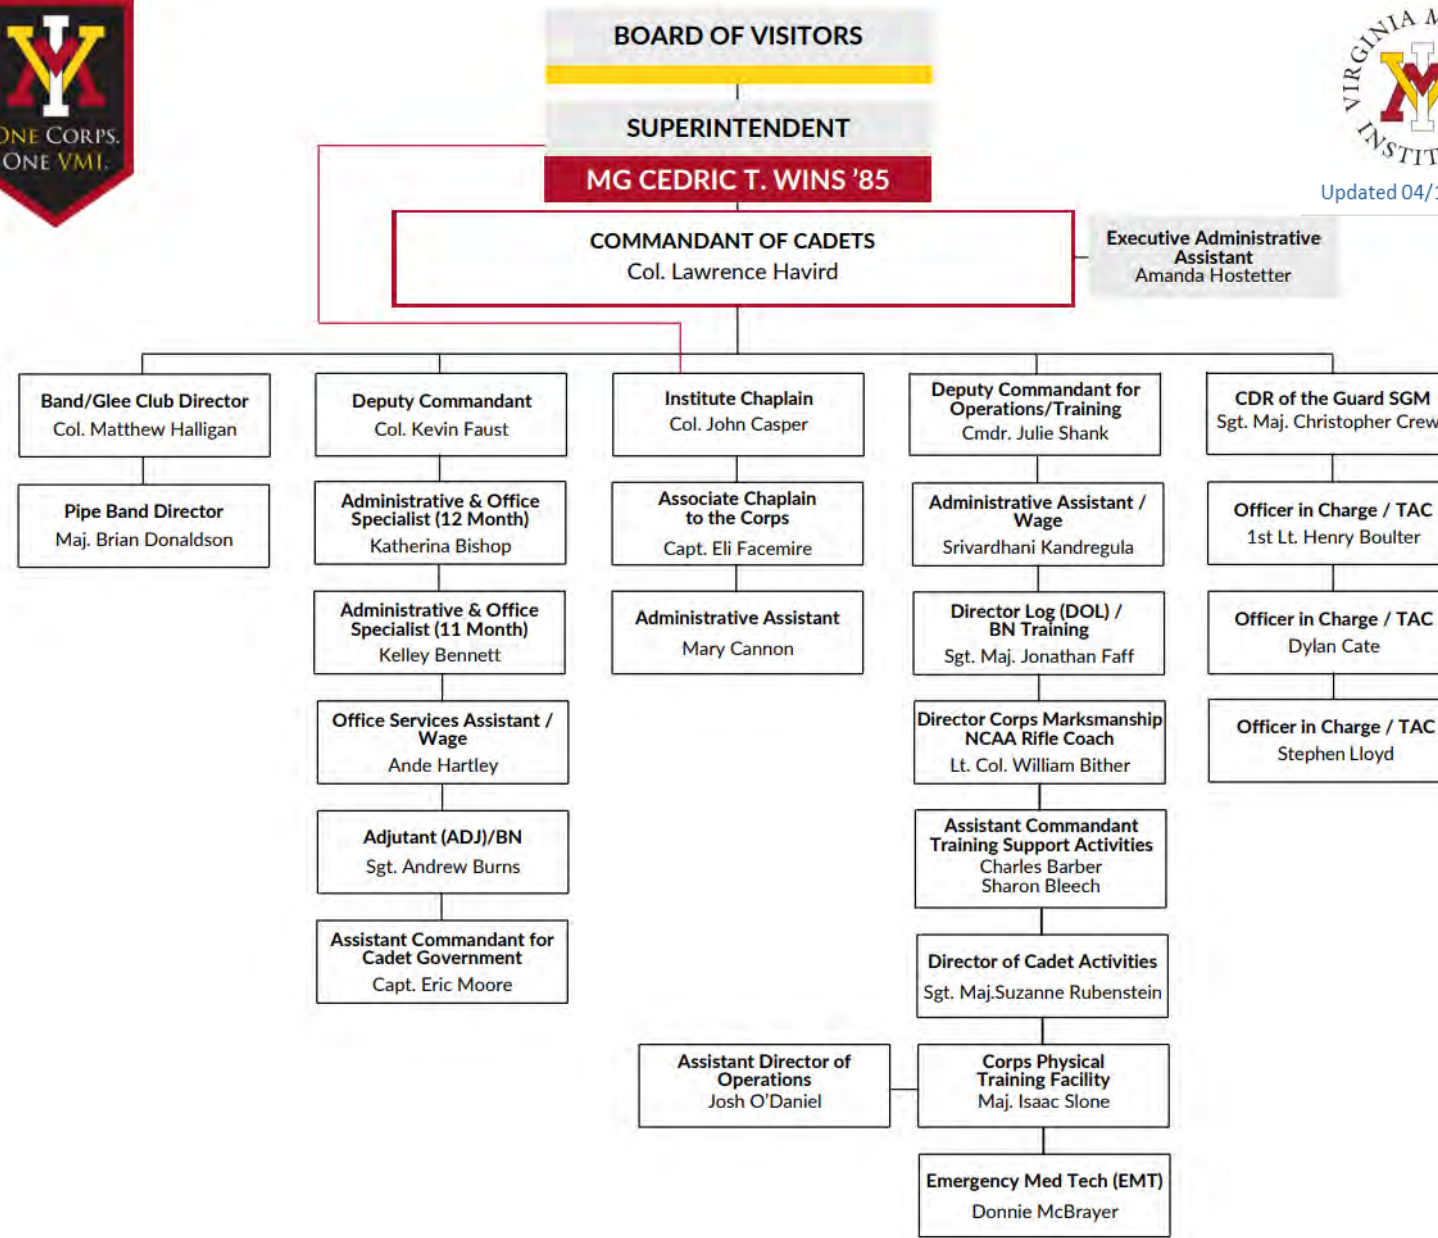 ONE CORPS.
ONE VMI.
BOARD OF VISITORS
SUPERINTENDENT
MG CEDRIC T. WINS '85
VIRGINIA
Updated
COMMANDANT OF CADETS
Col. Lawrence Havird
Executive Administrative
Assistant
Amanda Hostetter
Band/Glee Club Director
Col. Matthew Halligan
Pipe Band Director
Maj. Brian Donaldson
Deputy Commandant
Col. Kevin Faust
Administrative & Office
Specialist (12 Month)
Katherina Bishop
Administrative & Office
Specialist (11 Month)
Kelley Bennett
Office Services Assistant /
Wage
Ande Hartley
Adjutant (ADJ)/BN
Sgt. Andrew Burns
Assistant Commandant for
Cadet Government
Capt. Eric Moore
Institute Chaplain
Col. John Casper
Associate Chaplain
to the Corps
Capt. Eli Facemire
Administrative Assistant
Mary Cannon
Deputy Commandant for
Operations/Training
Cmdr. Julie Shank
Administrative Assistant /
Wage
Srivardhani Kandregula
Director Log (DOL) /
BN Training
Sgt. Maj. Jonathan Faff
Director Corps Marksmanship
NCAA Rifle Coach
Lt. Col. William Bither
Assistant Commandant
Training Support Activities
Charles Barber
Sharon Bleech
Director of Cadet Activities
Sgt. Maj.Suzanne Rubenstein
Assistant Director of
Operations
Josh O'Daniel
Corps Physical
Training Facility
Maj. Isaac Slone
Emergency Med Tech (EMT)
Donnie McBrayer
CDR of the Guard SGM
Sgt. Maj. Christopher
Officer in Charge / TAC
1st Lt. Henry Boulter
Officer in Charge / TAC
Dylan Cate
Officer in Charge / TAC
Stephen Lloyd